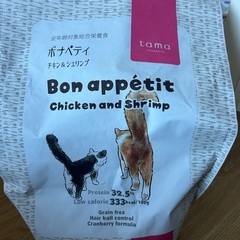 全年齢対象総合栄養食
ボナペティ
チキン&シュリンプ
tama
Bon appétit
Chicken and Shrimp
Protein 32.5%
Low calorie 333kcal/100g
Grain free
Hair ball control
Cranberry formula